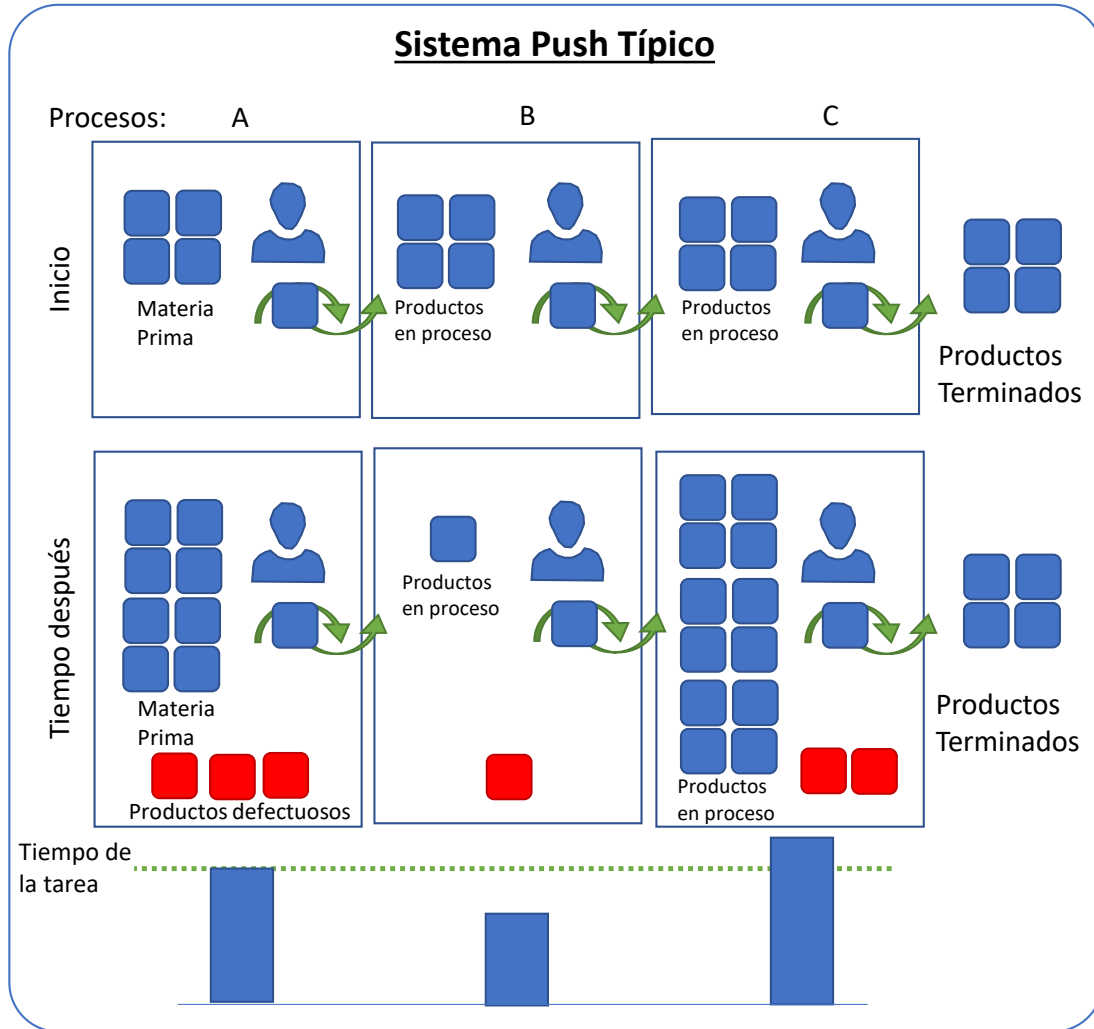 Sistema Push Típico
Procesos:
A
B
C
Inicio
Materia
Prima
Productos
en proceso
Productos
en proceso
Productos
Terminados
Tiempo después
Materia
Prima
Productos defectuosos
Productos
en proceso
Productos
en proceso
Productos
Terminados
Tiempo de
la tarea